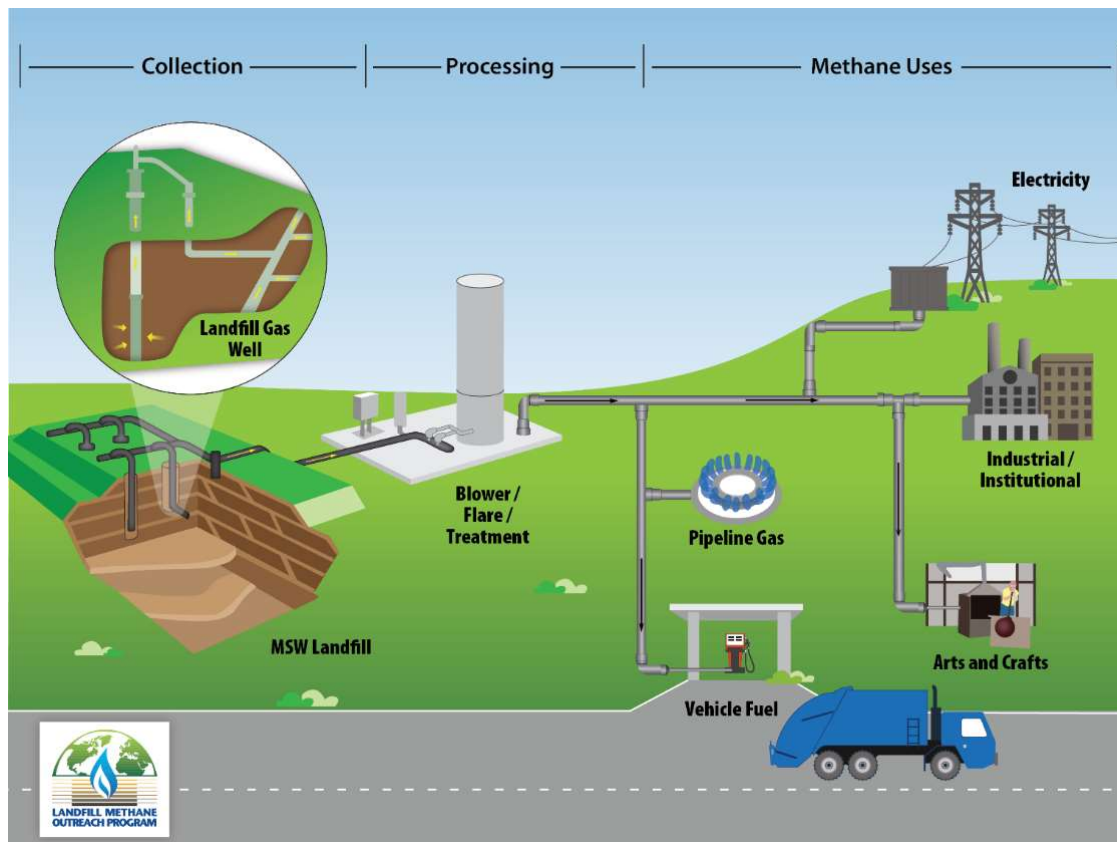 Collection
Processing
Methane Uses
Electricity
Landfill Gas
Well
Industrial /
Institutional
Blower /
Flare /
Treatment
Pipeline Gas
MSW Landfill
Arts and Crafts
Vehicle Fuel
LANDFILL METHANE
OUTREACH PROGRAM